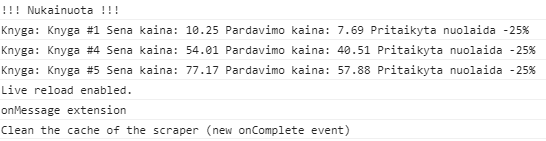 !!! Nukainuota !!!
Knyga: Knyga #1 Sena kaina: 10.25 Pardavimo kaina: 7.69 Pritaikyta nuolaida -25%
Knyga: Knyga #4 Sena kaina: 54.01 Pardavimo kaina: 40.51 Pritaikyta nuolaida -25%
Knyga: Knyga #5 Sena kaina: 77.17 Pardavimo kaina: 57.88 Pritaikyta nuolaida -25%
Live reload enabled.
onMessage extension
Clean the cache of the scraper (new onComplete event)